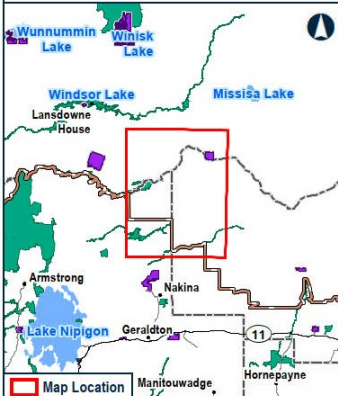 Wunnummin
Lake
Winisk
Lake
Windsor Lake
Missisa Lake
Lansdowne
House
Armstrong
Nakina
Lake Nipigon
Geraldton
11
Manitouwadge
Hornepayne
Map Location